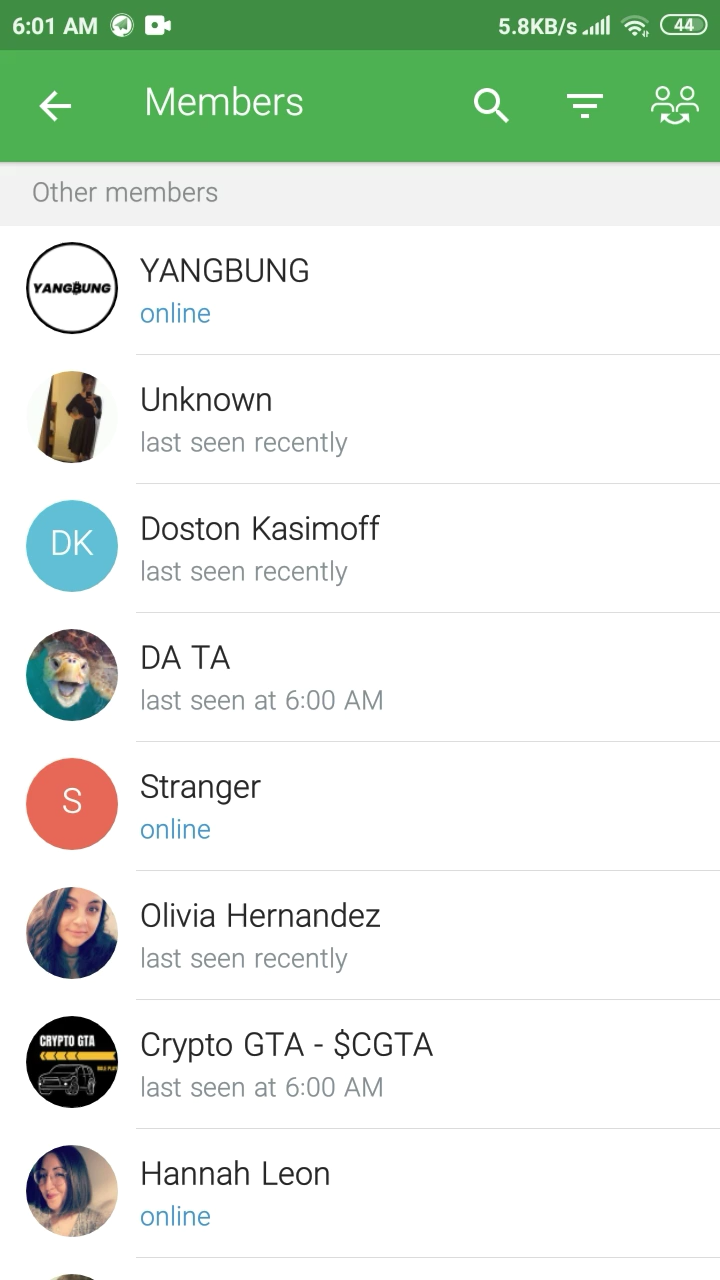 6:01 AM 5.8KB/s 44
Members
Other members
YANGBUNG
YANGBUNG
online
Unknown
last seen recently
DK
Doston Kasimoff
last seen recently
DA TA
last seen at 6:00 AM
S
Stranger
online
Olivia Hernandez
last seen recently
CRYPTO GTA
Crypto GTA - $CGTA
last seen at 6:00 AM
Hannah Leon
online